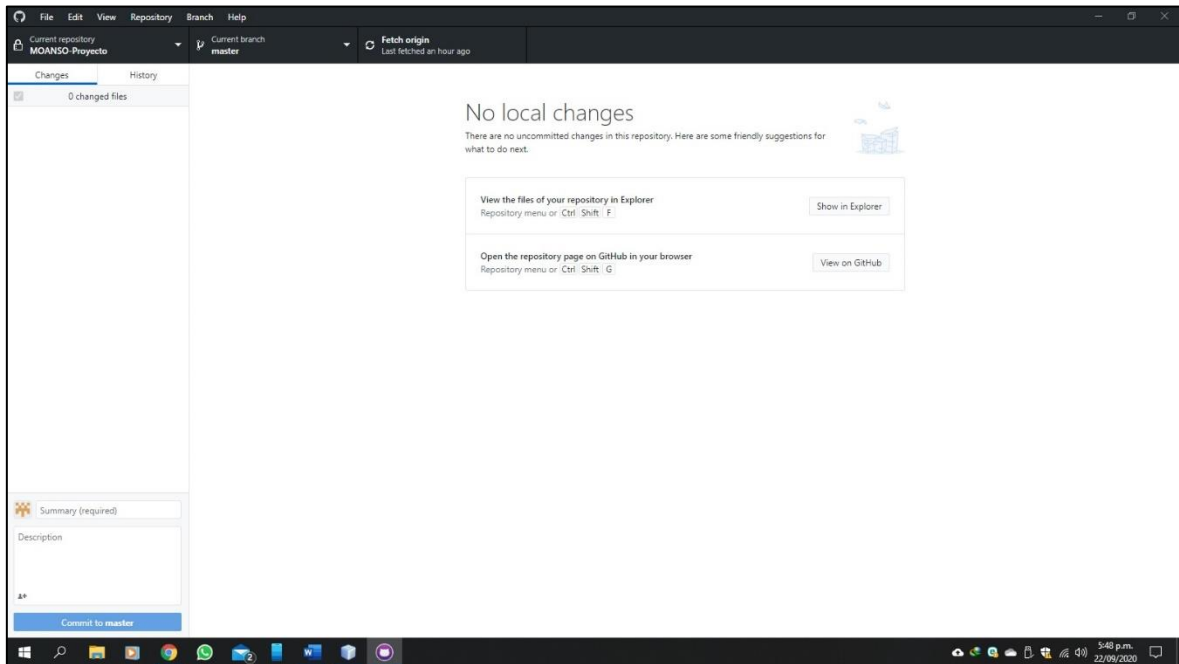 File Edit View Repository Branch Help
Current repository
MOANSO-Proyecto
Current branch
master
Fetch origin
Last fetched an hour ago
Changes History
0 changed files
No local changes
There are no uncommitted changes in this repository. Here are some friendly suggestions for
what to do next.
View the files of your repository in Explorer
Repository menu or Ctrl Shift F
Show in Explorer
Open the repository page on GitHub in your browser
Repository menu or Ctrl Shift G
View on GitHub
Summary (required)
Description
Commit to master
2
5:48 p.m.
22/09/2020